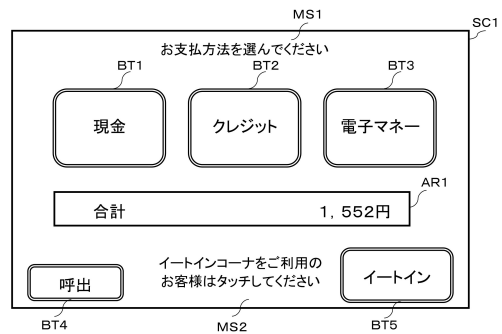 MS1
SC1
お支払方法を選んでください
BT1
BT2
BT3
現金
クレジット
電子マネー
AR1
合計 1,552円
イートインコーナをご利用の
お客様はタッチしてください
呼出
イートイン
BT4
MS2
BT5